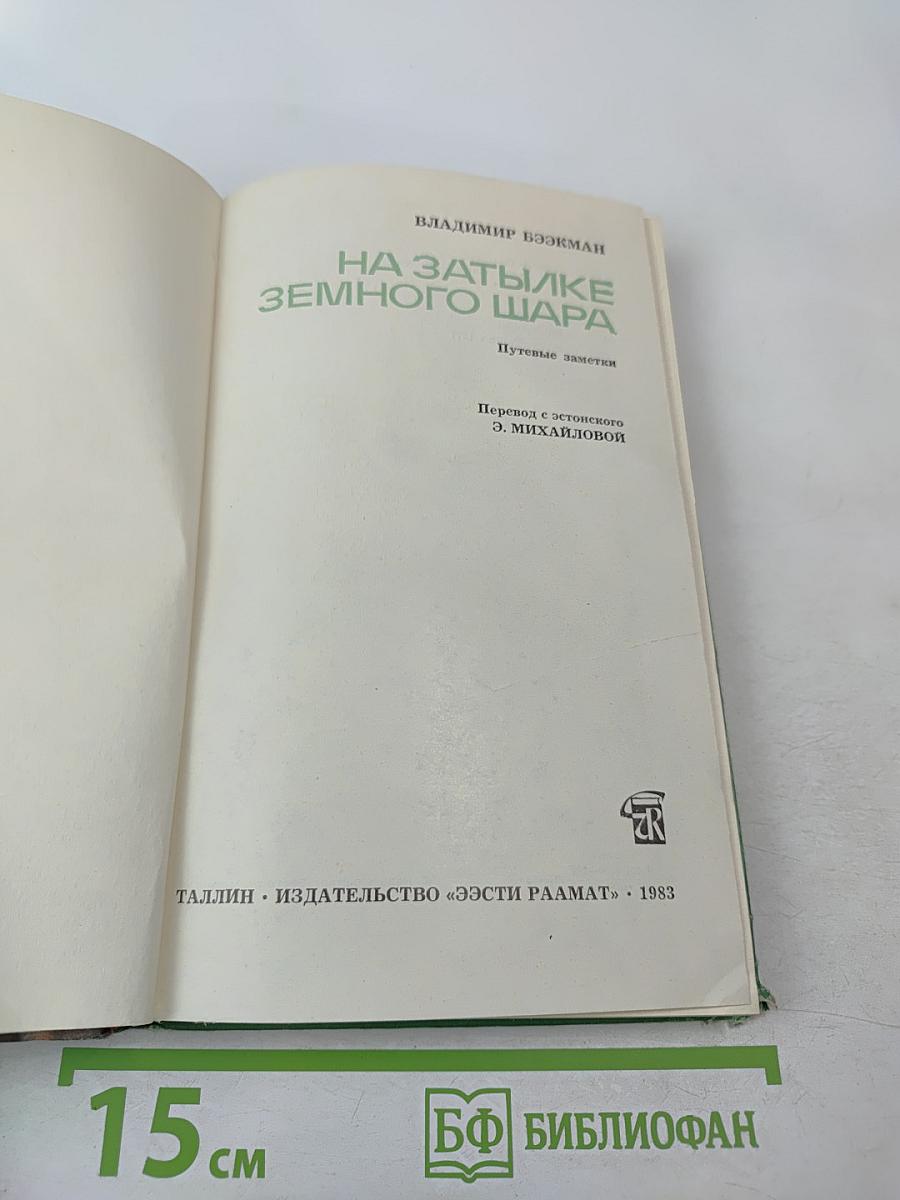 ВЛАДИМИР БЭЭКМАН
НА ЗАТЫЛКЕ
ЗЕМНОГО ШАРА
Путевые заметки
Перевод с эстонского
Э. МИХАЙЛОВОЙ
ТАЛЛИН · ИЗДАТЕЛЬСТВО «ЭЭСТИ РААМАТ» · 1983
15 см
БФ БИБЛИОФАН